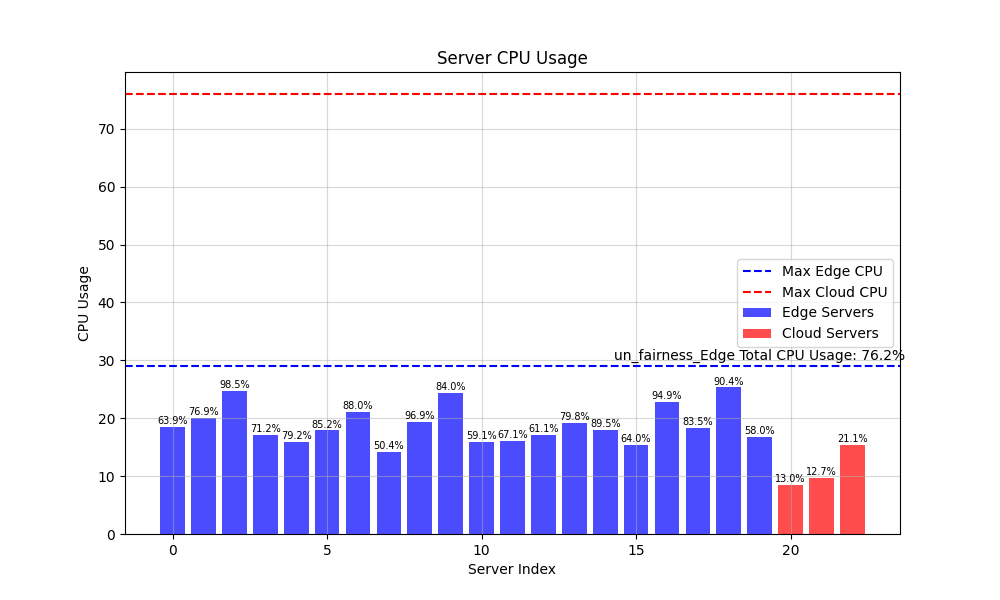 Server CPU Usage
CPU Usage
70
60
50
40
30
20
10
0
Max Edge CPU
Max Cloud CPU
Edge Servers
Cloud Servers
un_fairness_Edge Total CPU Usage: 76.2%
63.9% 76.9% 98.5% 71.2% 79.2% 85.2% 88.0% 50.4% 96.9% 84.0% 59.1% 67.1% 61.1% 79.8% 89.5% 64.0% 94.9% 83.5% 90.4% 58.0% 13.0% 12.7% 21.1%
0 5 10 15 20
Server Index